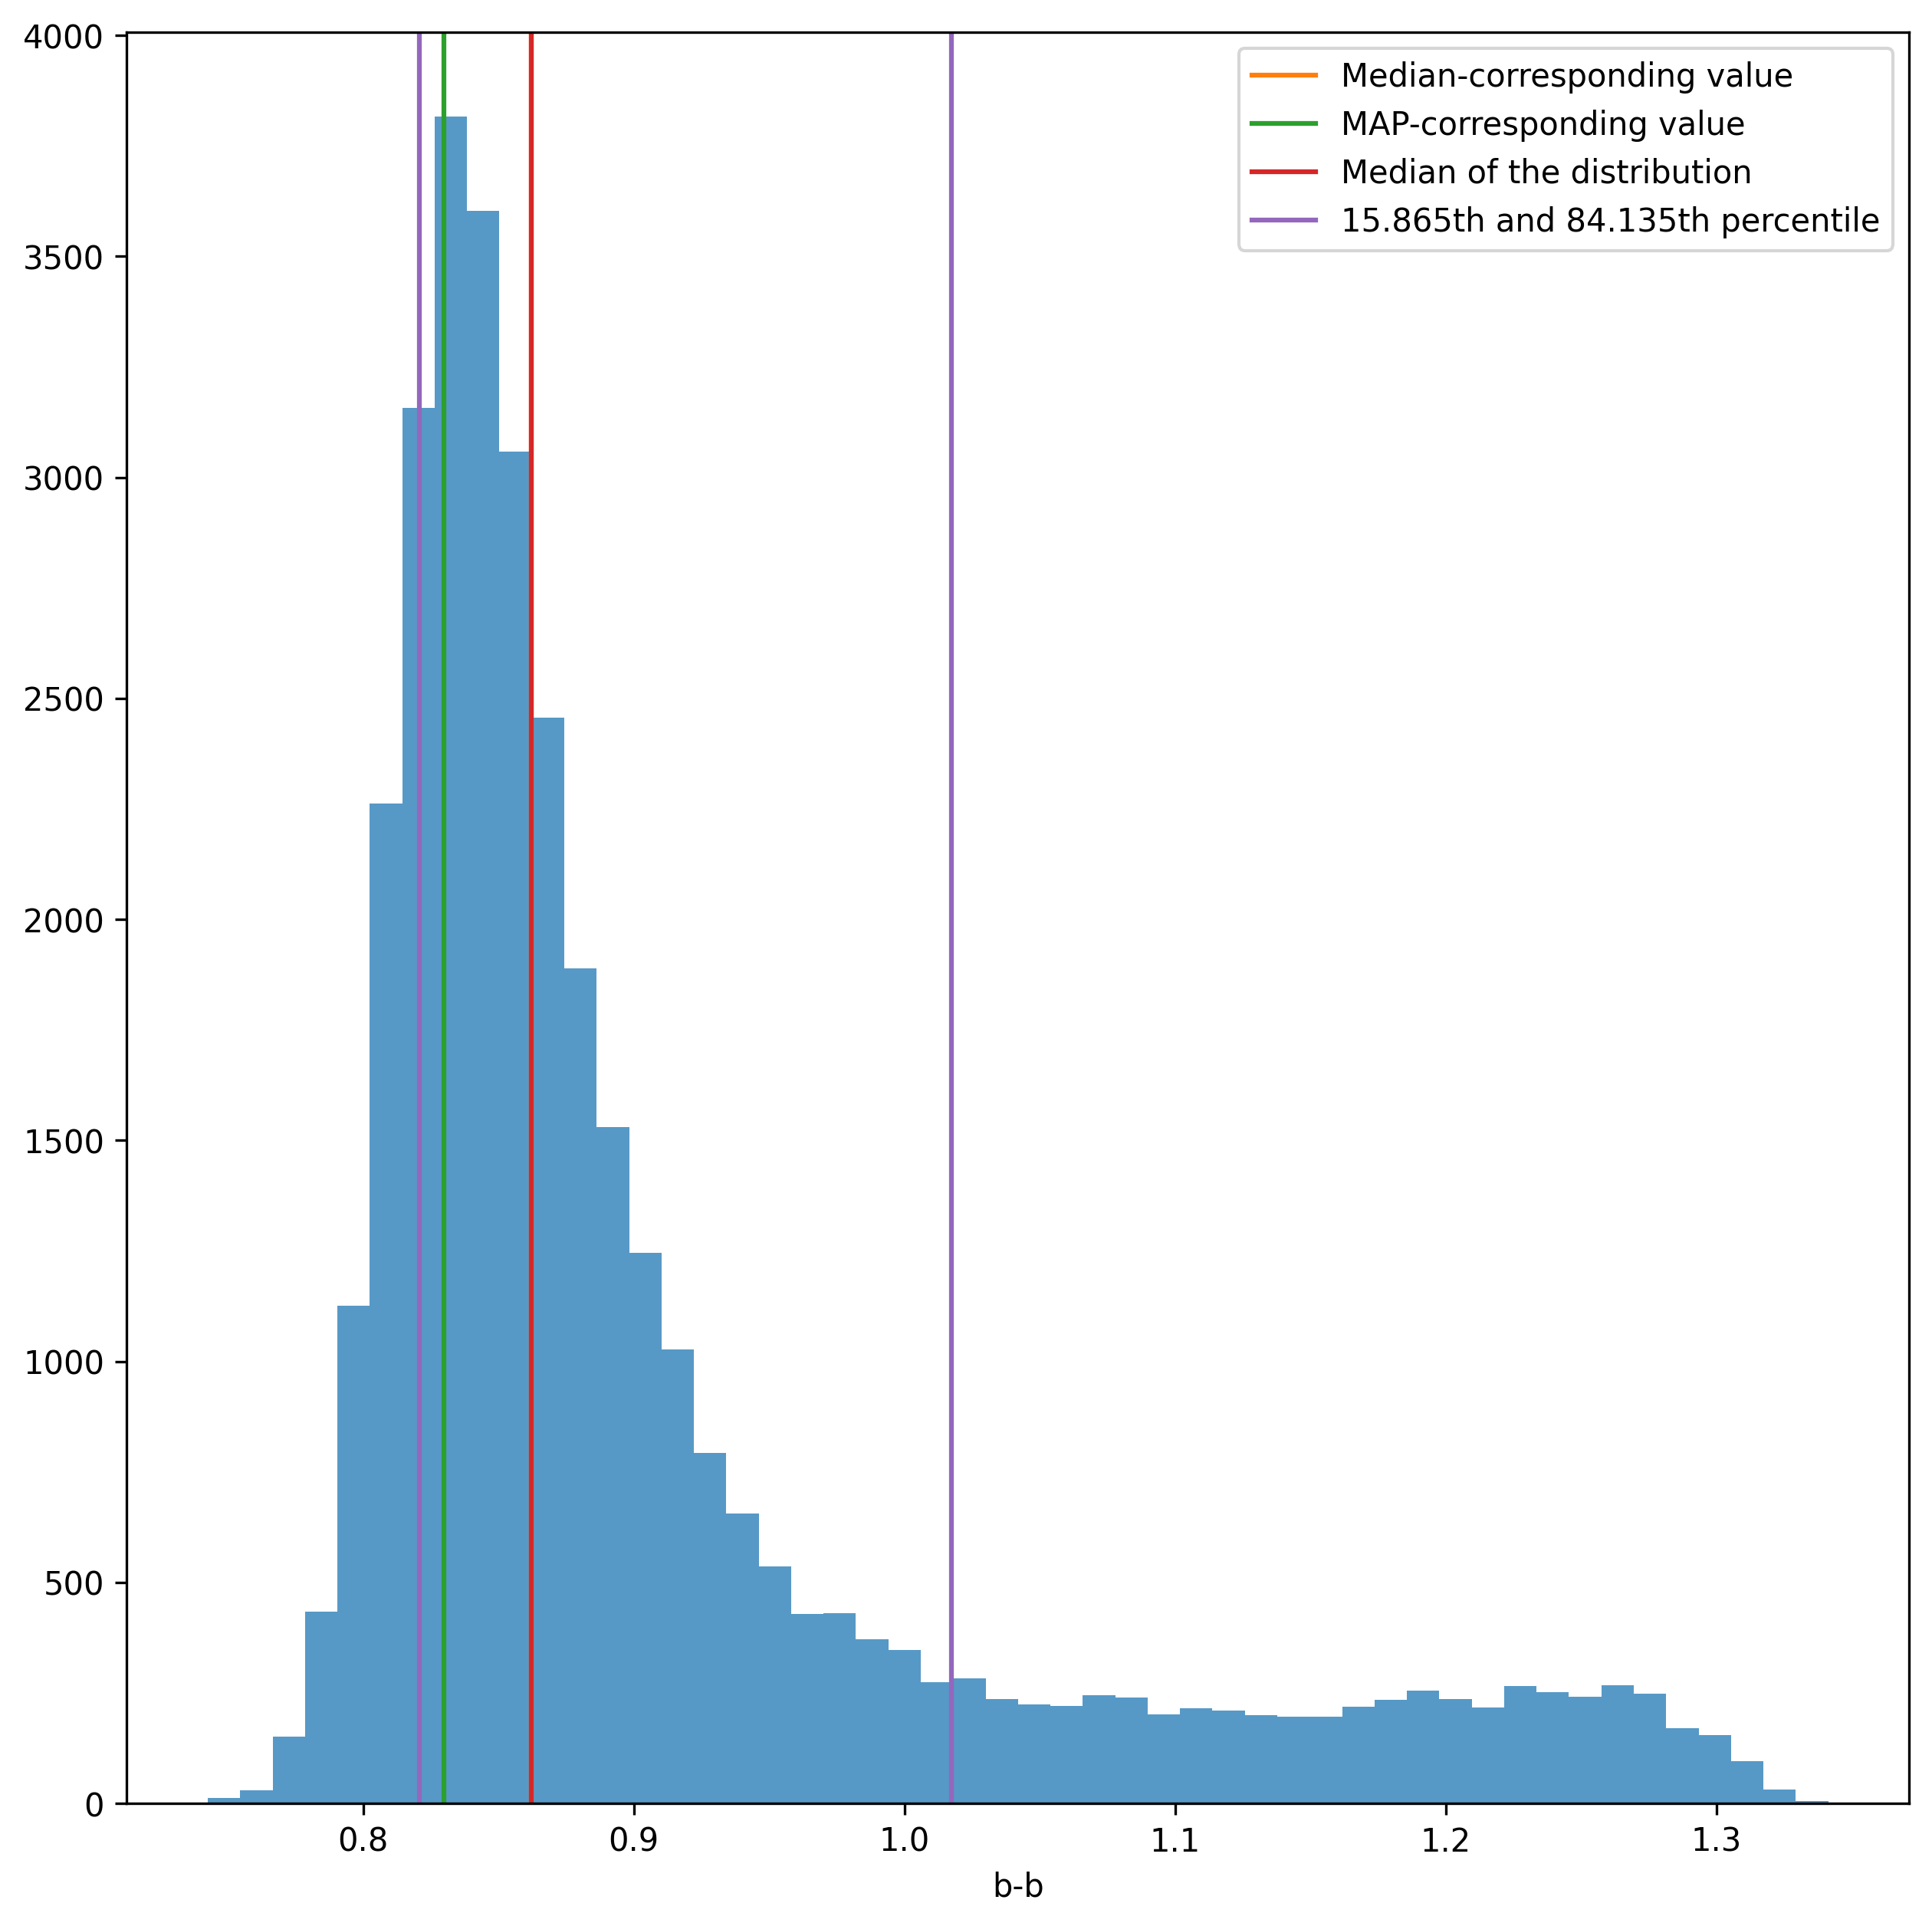 4000
3500
3000
2500
2000
1500
1000
500
0
Median-corresponding value
MAP-corresponding value
Median of the distribution
15.865th and 84.135th percentile
0.8 0.9 1.0 1.1 1.2 1.3
b-b